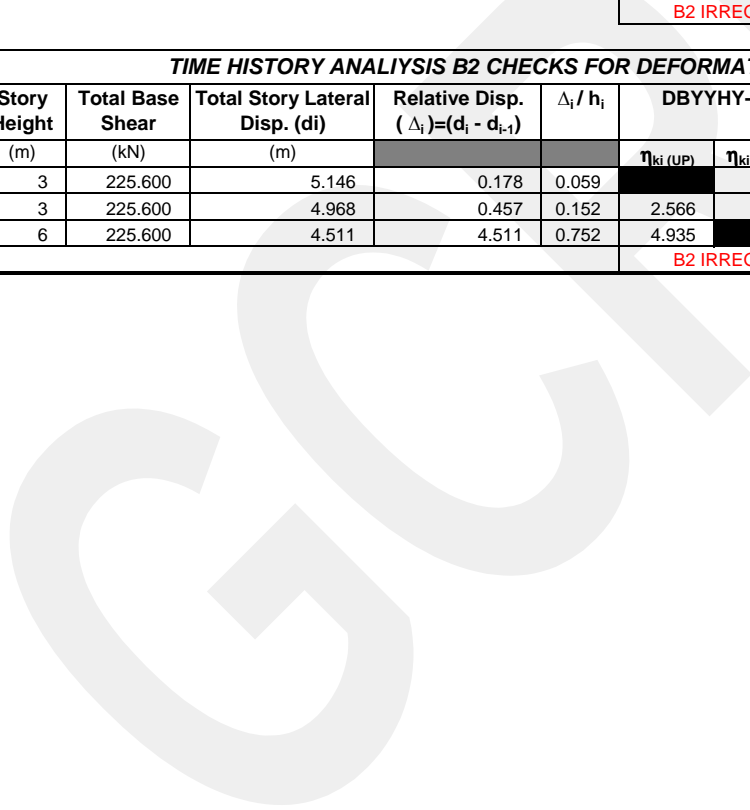 B2 IRREG
TIME HISTORY ANALIYSIS B2 CHECKS FOR DEFORMAT
Story Height Total Base Shear Total Story Lateral Disp. (di) Relative Disp. ( Δi )=(di - di-1) Δi / hi DBYYHY-
(m) (kN) (m) ηki (UP) ηki
3 225.600 5.146 0.178 0.059
3 225.600 4.968 0.457 0.152 2.566
6 225.600 4.511 4.511 0.752 4.935
B2 IRREG
GCR